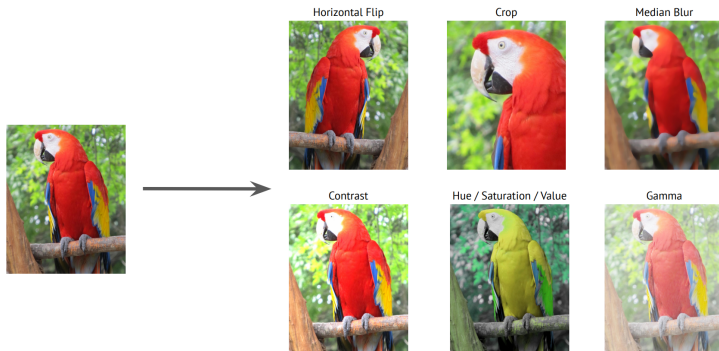 Horizontal Flip
Crop
Median Blur
Contrast
Hue / Saturation / Value
Gamma